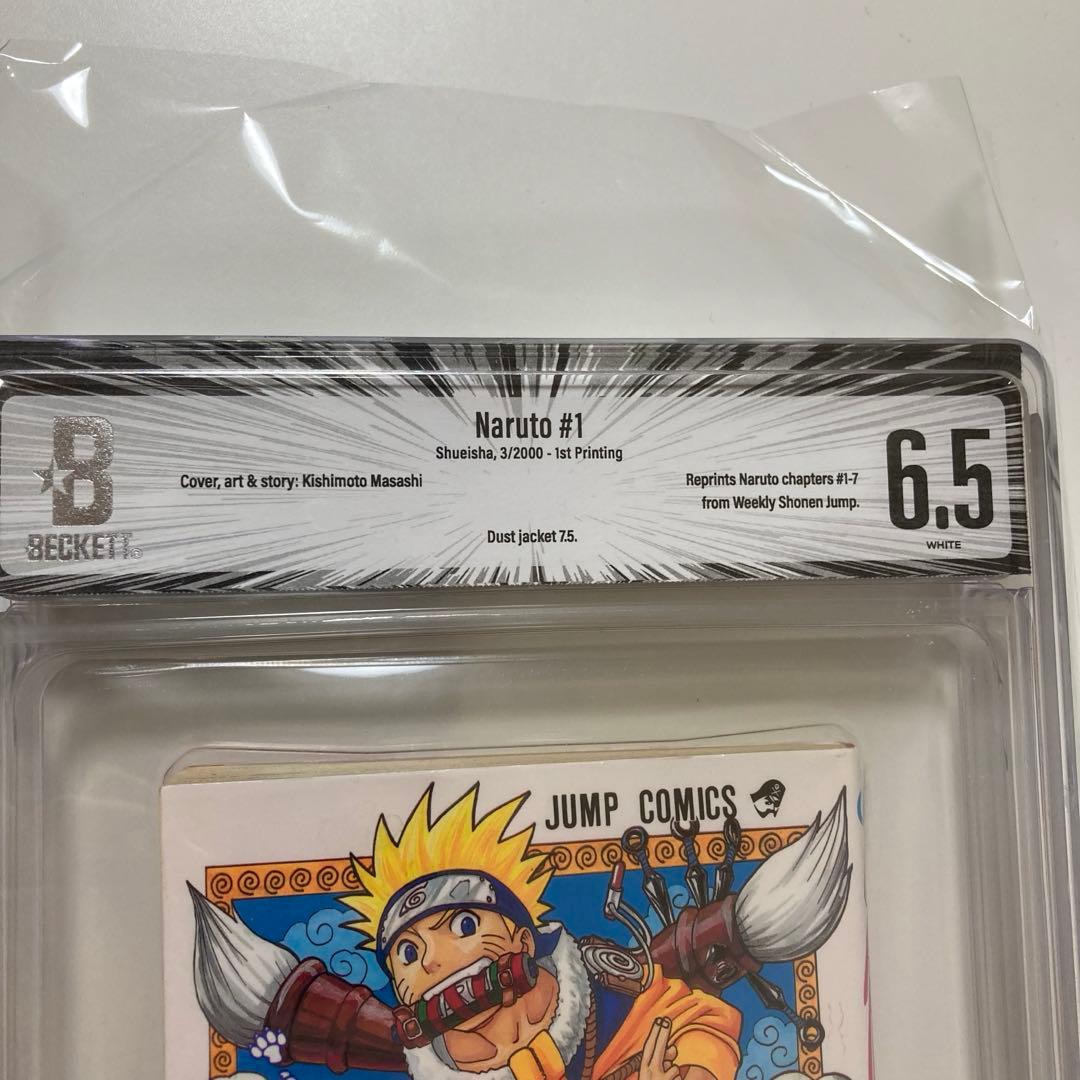 Naruto #1
Shueisha, 3/2000 - 1st Printing
Cover, art & story: Kishimoto Masashi
Reprints Naruto chapters #1-7
from Weekly Shonen Jump.
Dust jacket 7.5.
B
BECKETT
6.5
WHITE
JUMP COMICS